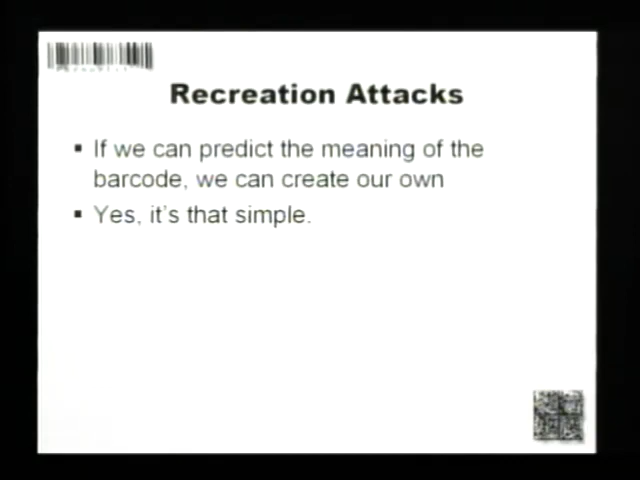 Recreation Attacks
▪ If we can predict the meaning of the
barcode, we can create our own
▪ Yes, it's that simple.